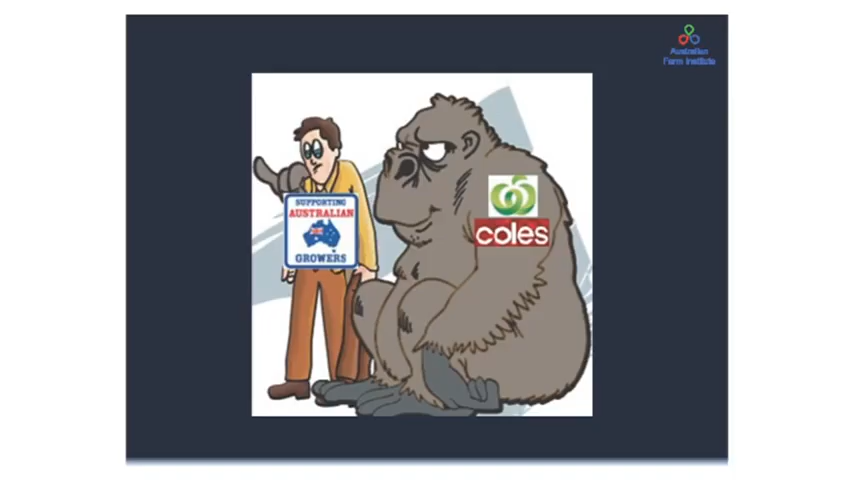 Australian
Farm Institute
SUPPORTING
AUSTRALIAN
GROWERS
coles